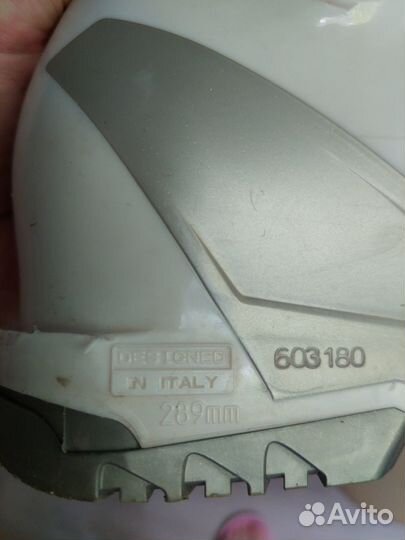 DESIGNED
IN ITALY
289mm
603180
Avito